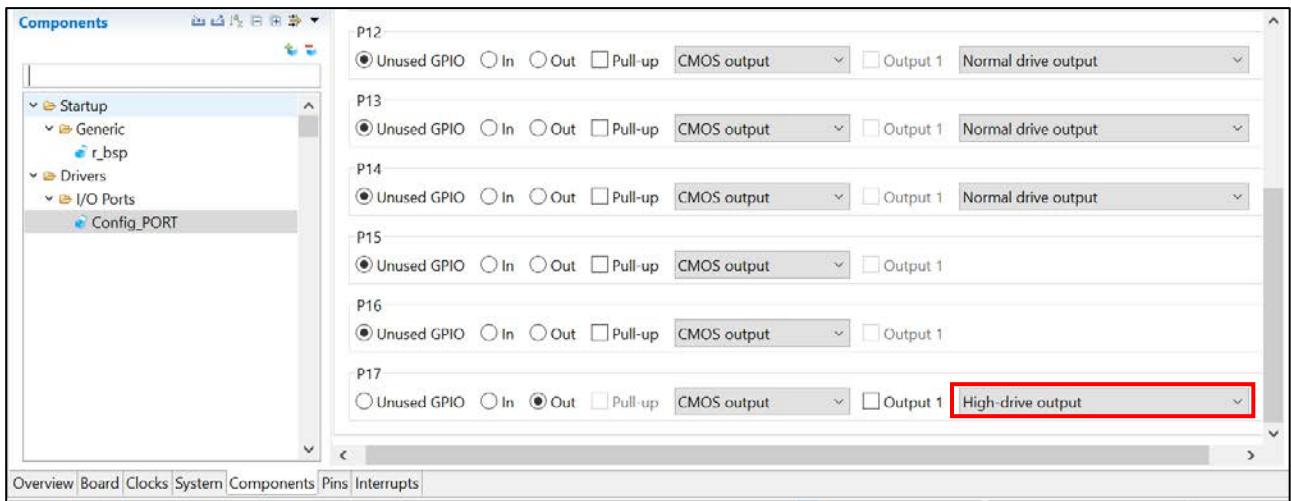 Components
Startup
Generic
r_bsp
Drivers
I/O Ports
Config_PORT
P12
Unused GPIO In Out Pull-up CMOS output Output 1 Normal drive output
P13
Unused GPIO In Out Pull-up CMOS output Output 1 Normal drive output
P14
Unused GPIO In Out Pull-up CMOS output Output 1 Normal drive output
P15
Unused GPIO In Out Pull-up CMOS output Output 1
P16
Unused GPIO In Out Pull-up CMOS output Output 1
P17
Unused GPIO In Out Pull-up CMOS output Output 1 High-drive output
Overview Board Clocks System Components Pins Interrupts